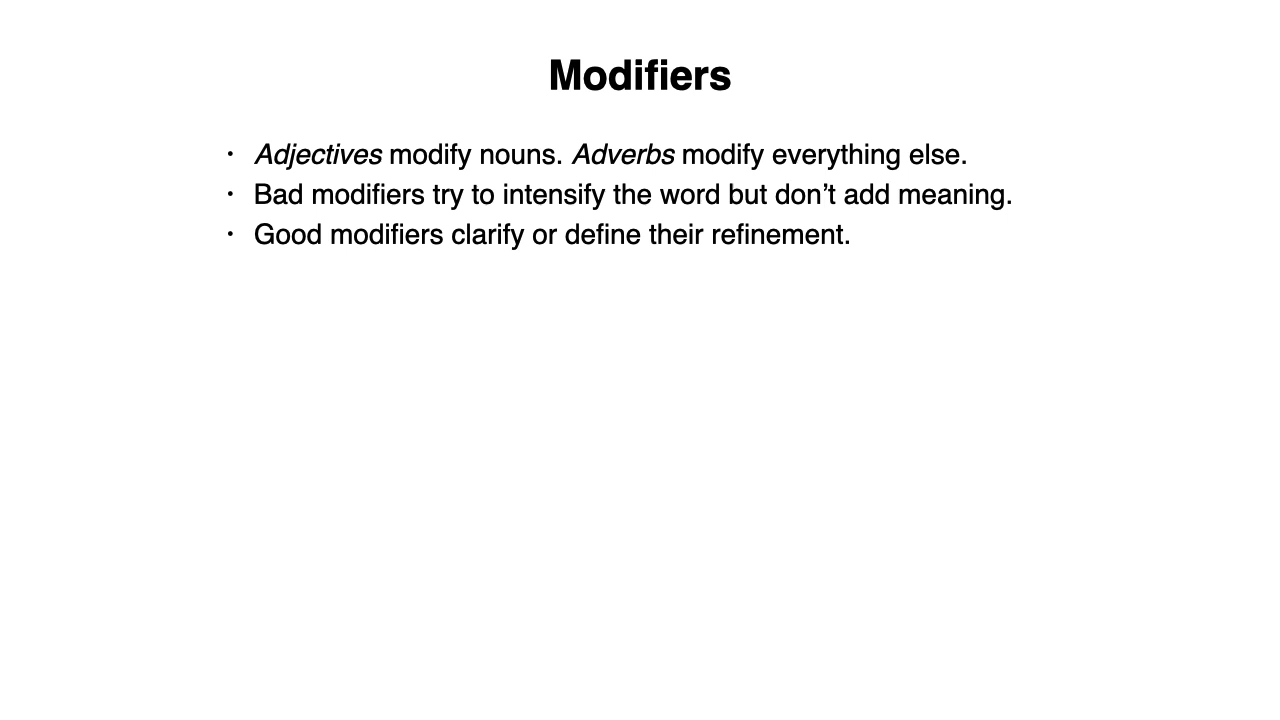 Modifiers
· Adjectives modify nouns. Adverbs modify everything else.
· Bad modifiers try to intensify the word but don’t add meaning.
· Good modifiers clarify or define their refinement.